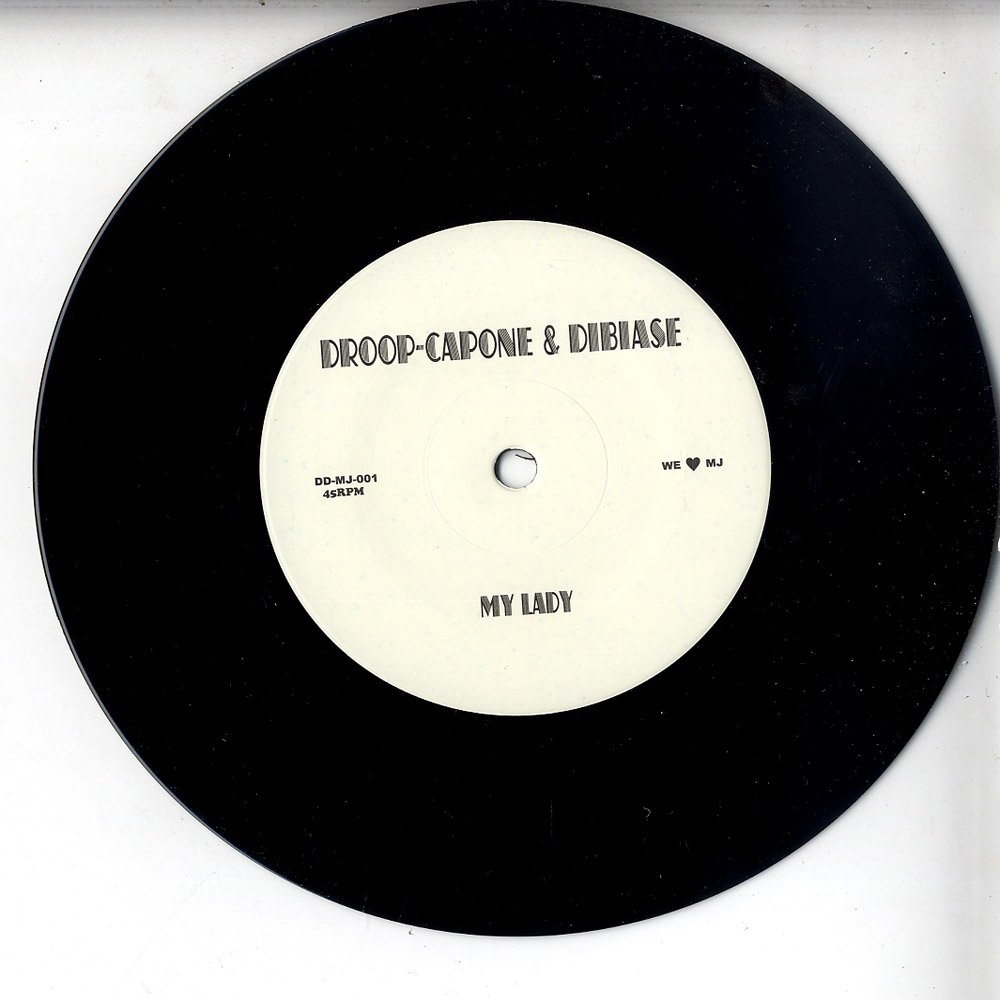 DROOP-CAPONE & DIBIASE
DD-MJ-001
45RPM
WE ♥ MJ
MY LADY